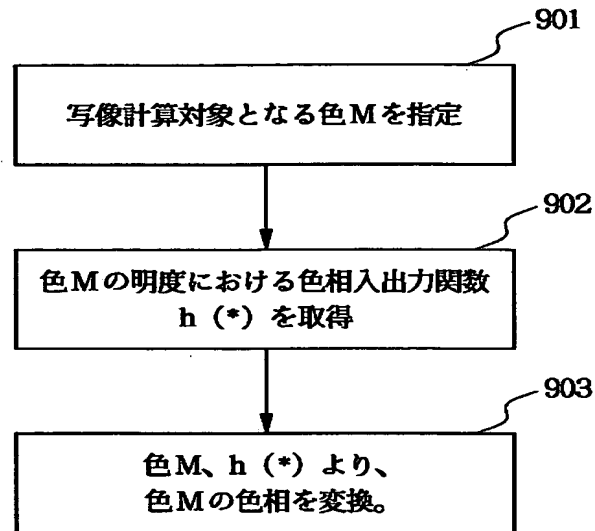 901
写像計算対象となる色Mを指定
902
色Mの明度における色相入出力関数
h（*）を取得
903
色M、h（*）より、
色Mの色相を変換。